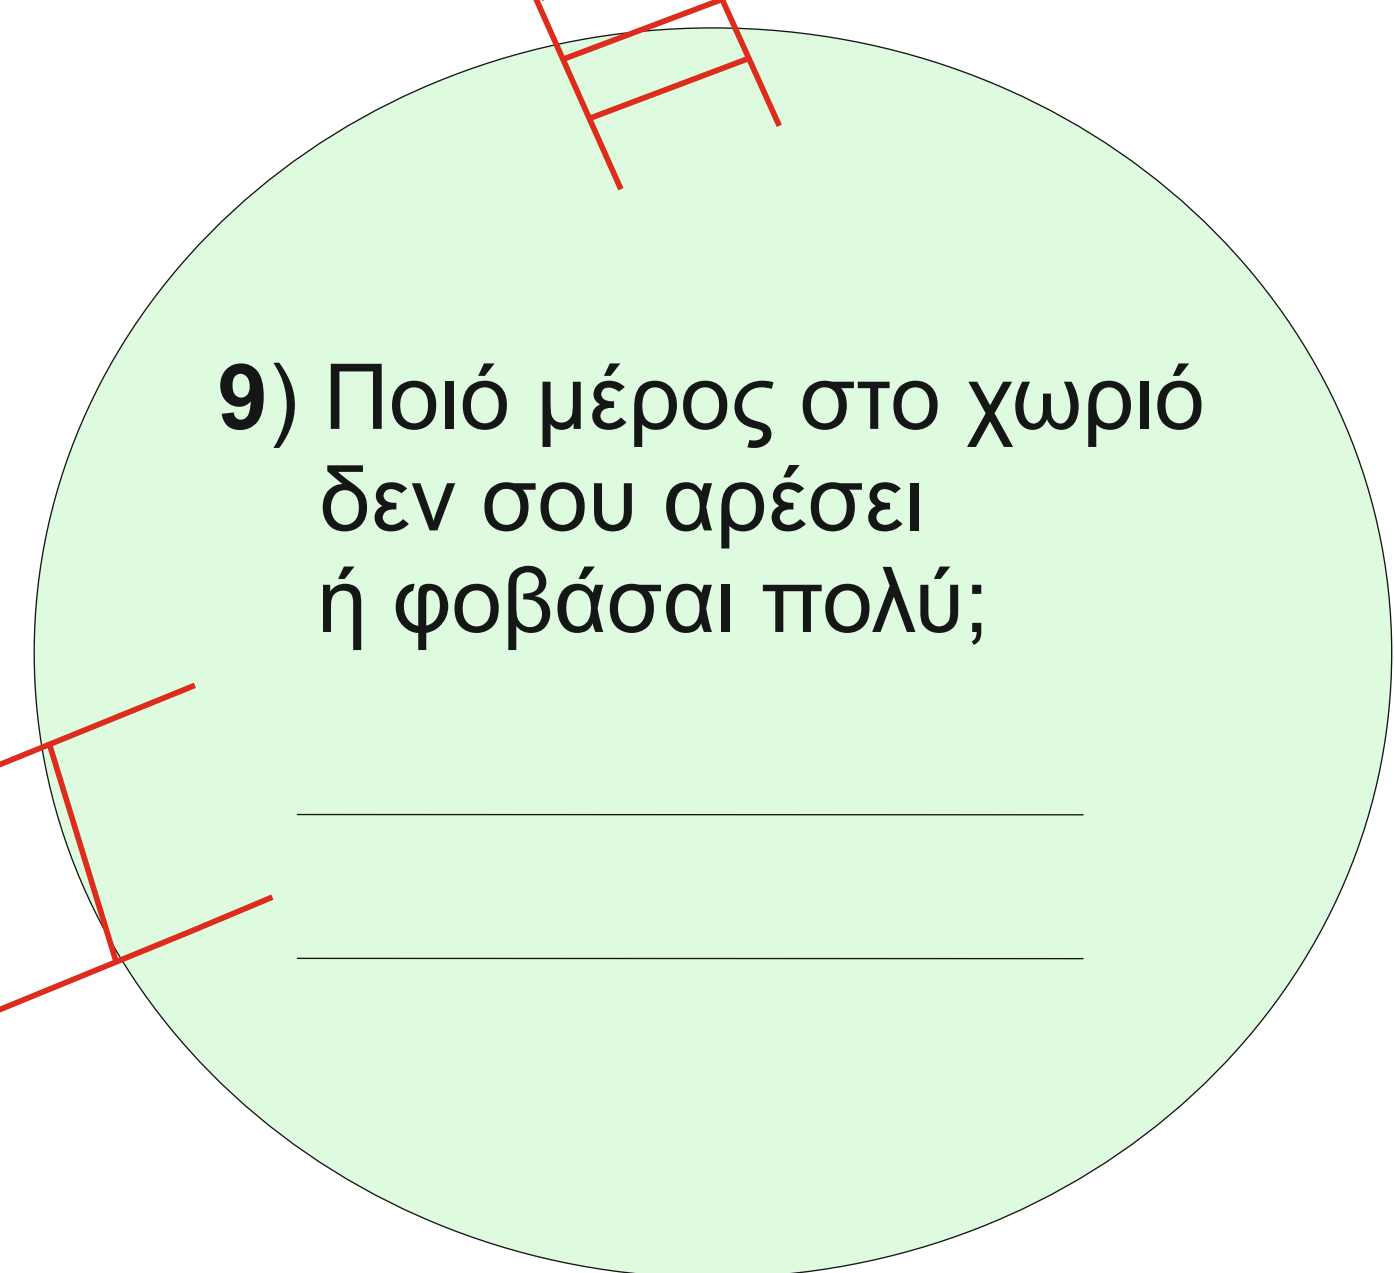 9) Ποιό μέρος στο χωριό
δεν σου αρέσει
ή φοβάσαι πολύ;